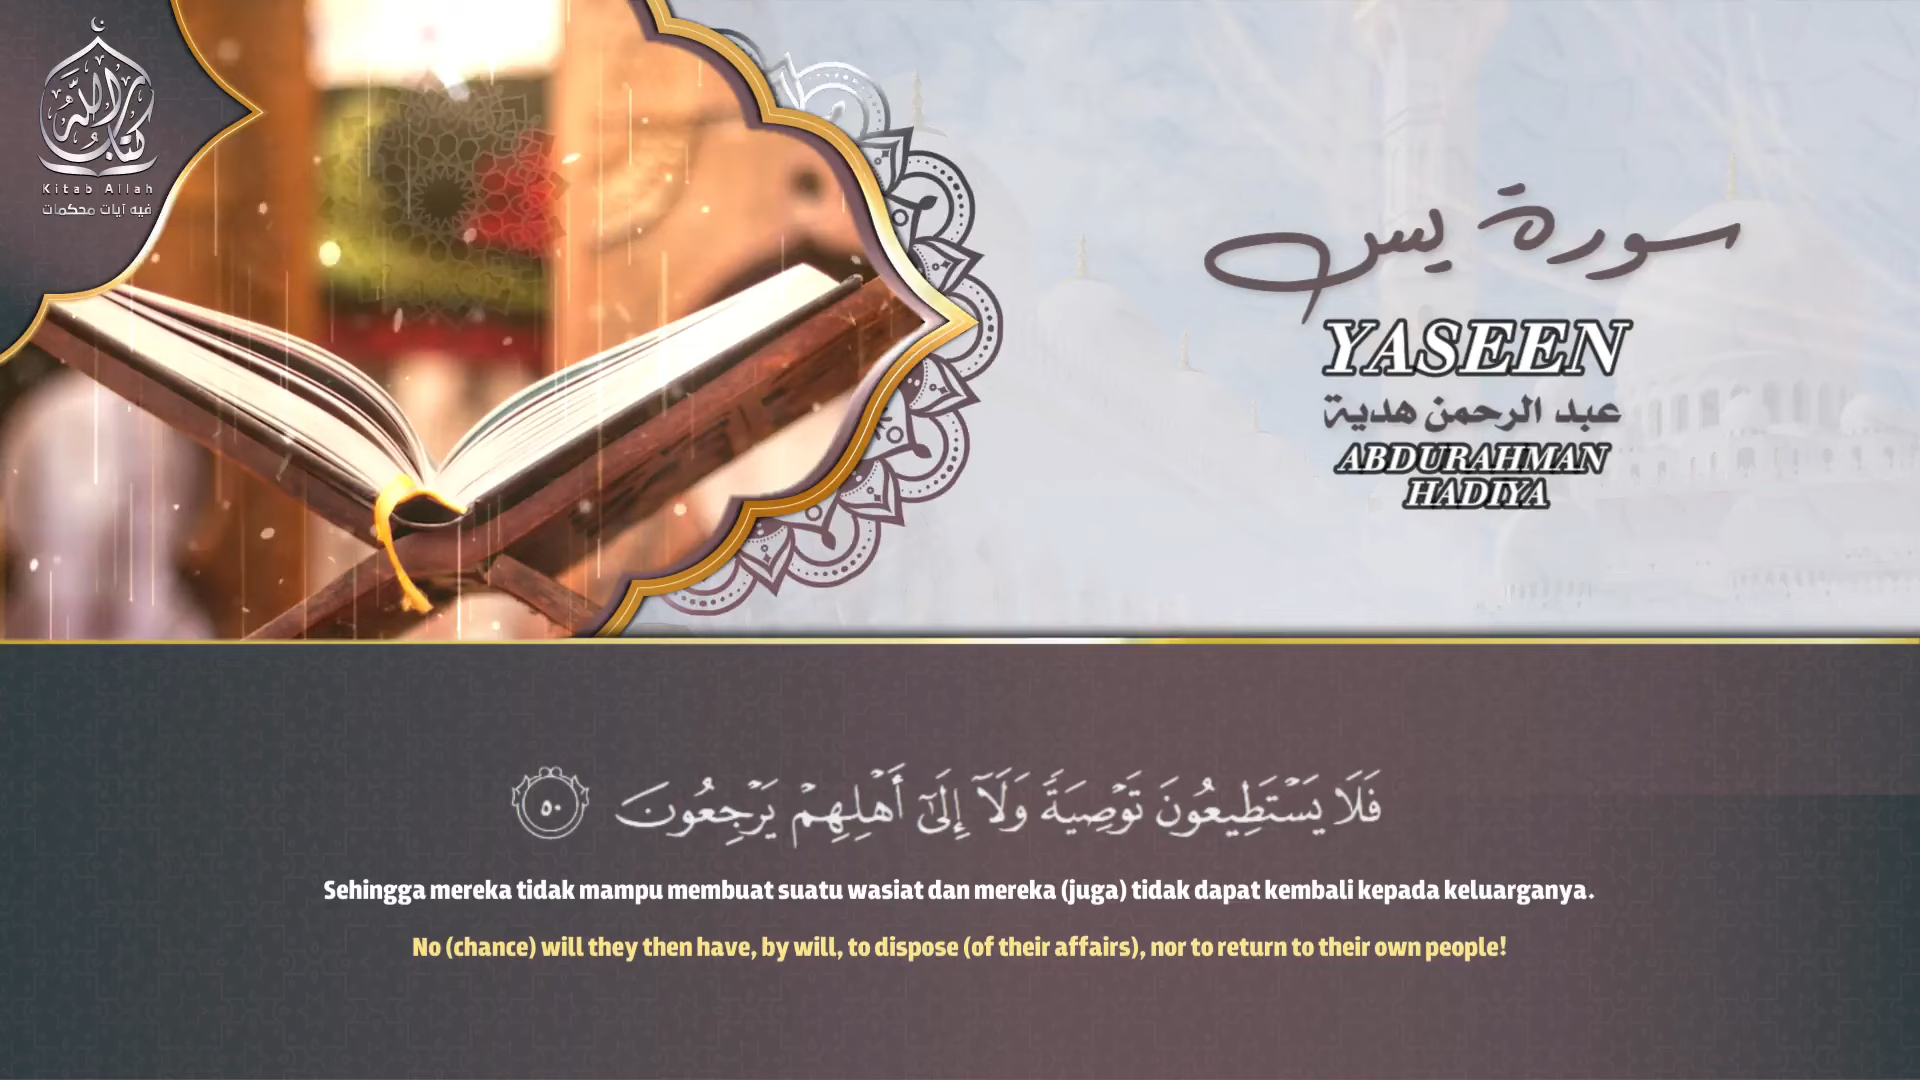 كتاب الله
Kitab Allah
فيه آيات محكمات
سورة يس
YASEEN
عبد الرحمن هدية
ABDURAHMAN
HADIYA
فَلَا يَسْتَطِيعُونَ تَوْصِيَةً وَلَآ إِلَىٰٓ أَهْلِهِمْ يَرْجِعُونَ ٥٠
Sehingga mereka tidak mampu membuat suatu wasiat dan mereka (juga) tidak dapat kembali kepada keluarganya.
No (chance) will they then have, by will, to dispose (of their affairs), nor to return to their own people!